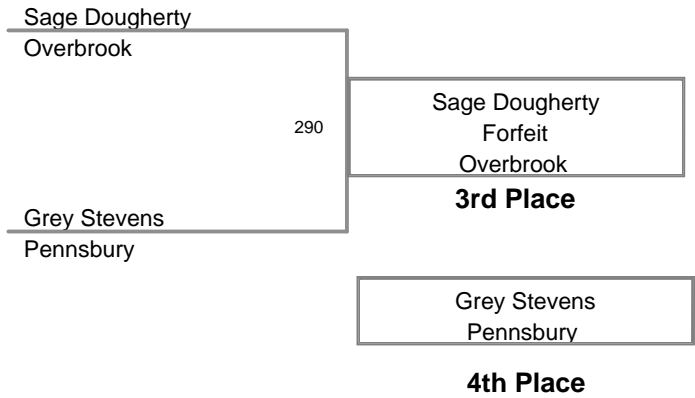 Sage Dougherty
Overbrook
290
Sage Dougherty
Forfeit
Overbrook
3rd Place
Grey Stevens
Pennsbury
Grey Stevens
Pennsbury
4th Place